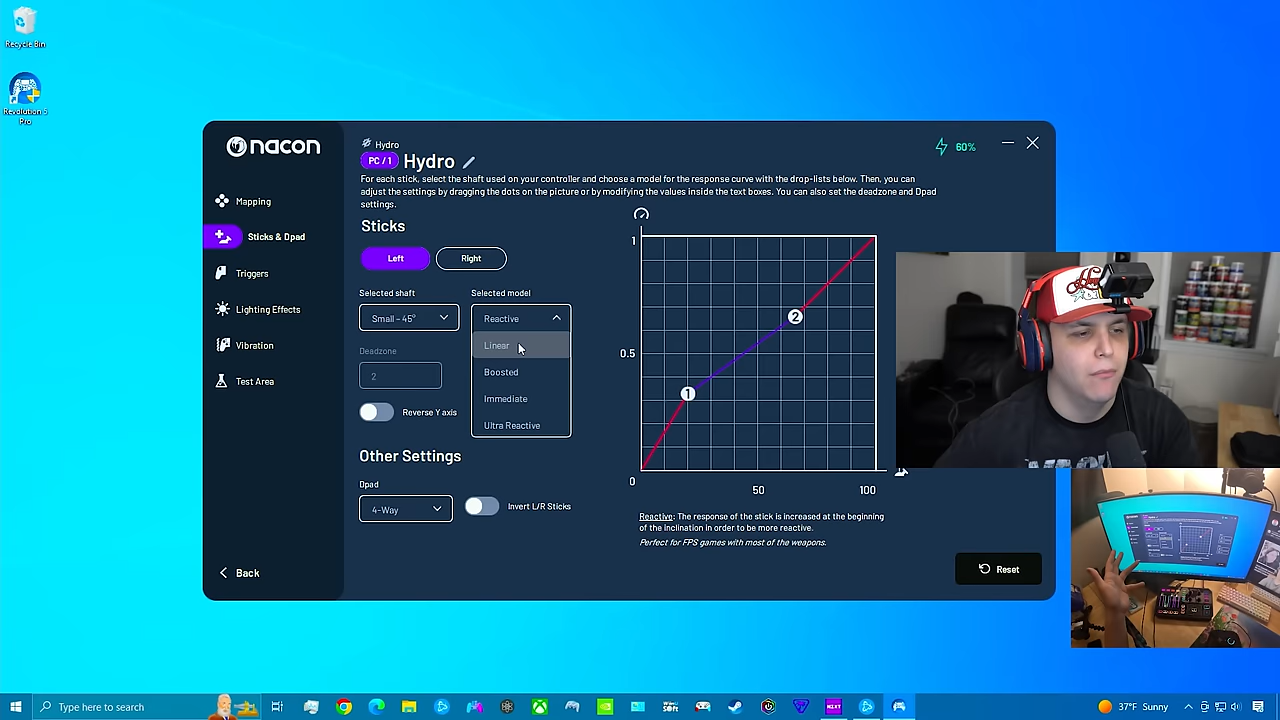 Recycle Bin
Revolution 5
Pro
nacon
Hydro
PC / 1 Hydro
60%
For each stick, select the shaft used on your controller and choose a model for the response curve with the drop-lists below. Then, you can
adjust the settings by dragging the dots on the picture or by modifying the values inside the text boxes. You can also set the deadzone and Dpad
settings.
Mapping
Sticks & Dpad
Triggers
Lighting Effects
Vibration
Test Area
Back
Sticks
Left
Right
Selected shaft
Small - 45°
Selected model
Reactive
Linear
Boosted
Immediate
Ultra Reactive
Deadzone
2
Reverse Y axis
Other Settings
Dpad
4-Way
Invert L/R Sticks
1
0.5
0
50
100
1
2
Reactive: The response of the stick is increased at the beginning
of the inclination in order to be more reactive.
Perfect for FPS games with most of the weapons.
Reset
Type here to search
37°F Sunny